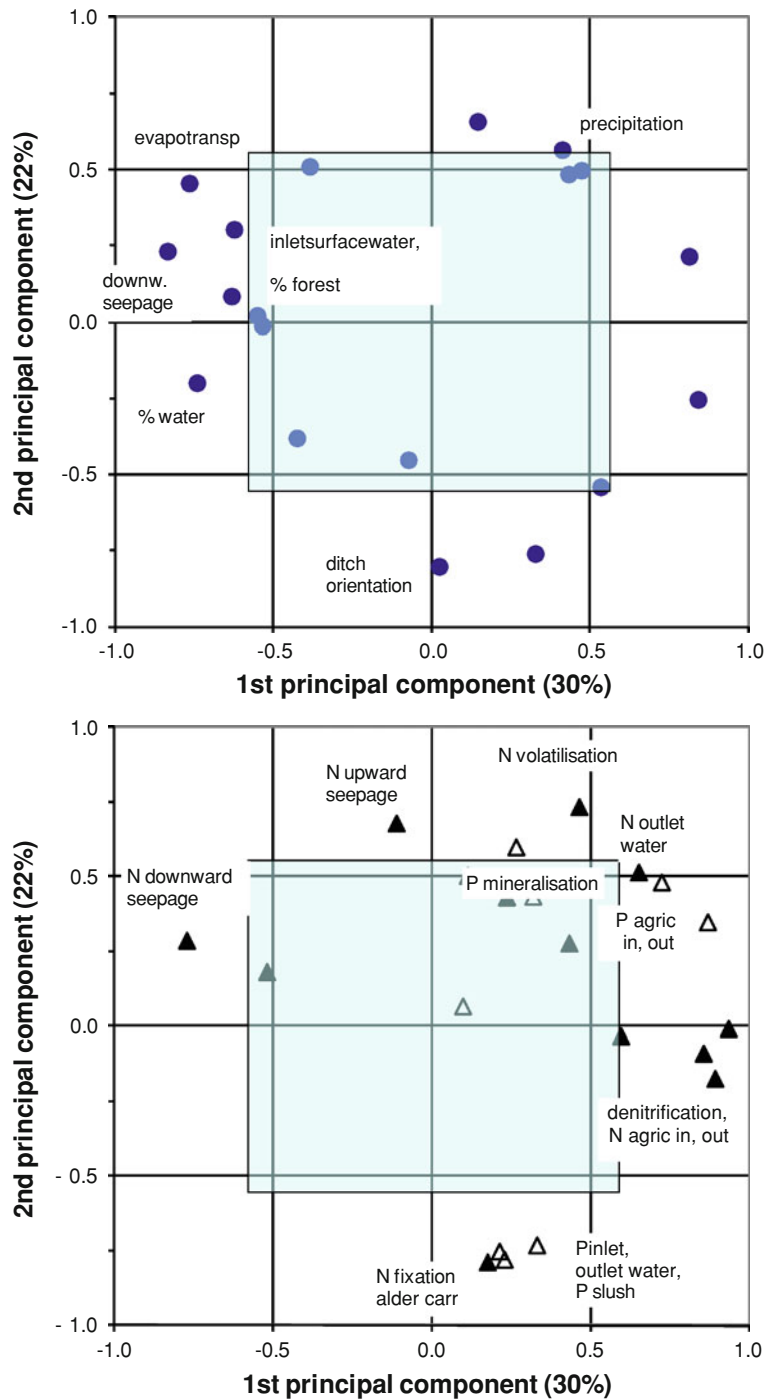 1.0
evapotransp
precipitation
0.5
inletsurfacewater,
% forest
downw.
seepage
0.0
% water
-0.5
ditch
orientation
-1.0
-1.0 -0.5 0.0 0.5 1.0
2nd principal component (22%)
1st principal component (30%)
1.0
N volatilisation
N upward
seepage
N outlet
water
0.5
N downward
seepage
P mineralisation
P agric
in, out
0.0
denitrification,
N agric in, out
- 0.5
N fixation
alder carr
Pinlet,
outlet water,
P slush
- 1.0
-1.0 -0.5 0.0 0.5 1.0
2nd principal component (22%)
1st principal component (30%)